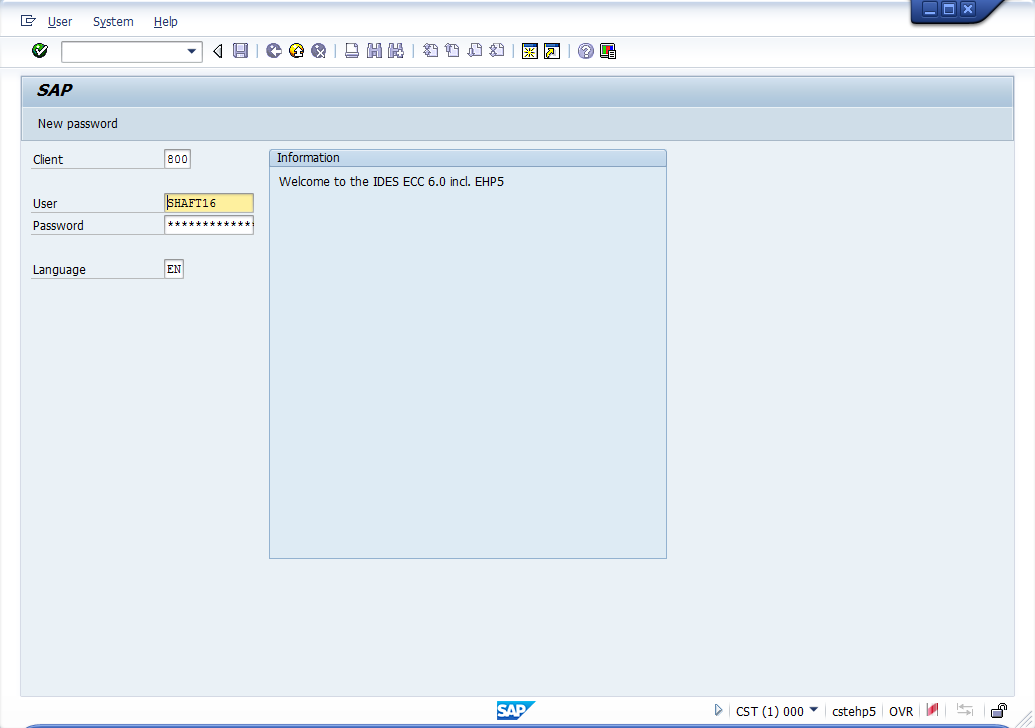 User System Help
SAP
New password
Client 800
Information
Welcome to the IDES ECC 6.0 incl. EHP5
User SHAFT16
Password *************
Language EN
SAP CST (1) 000 cstehp5 OVR